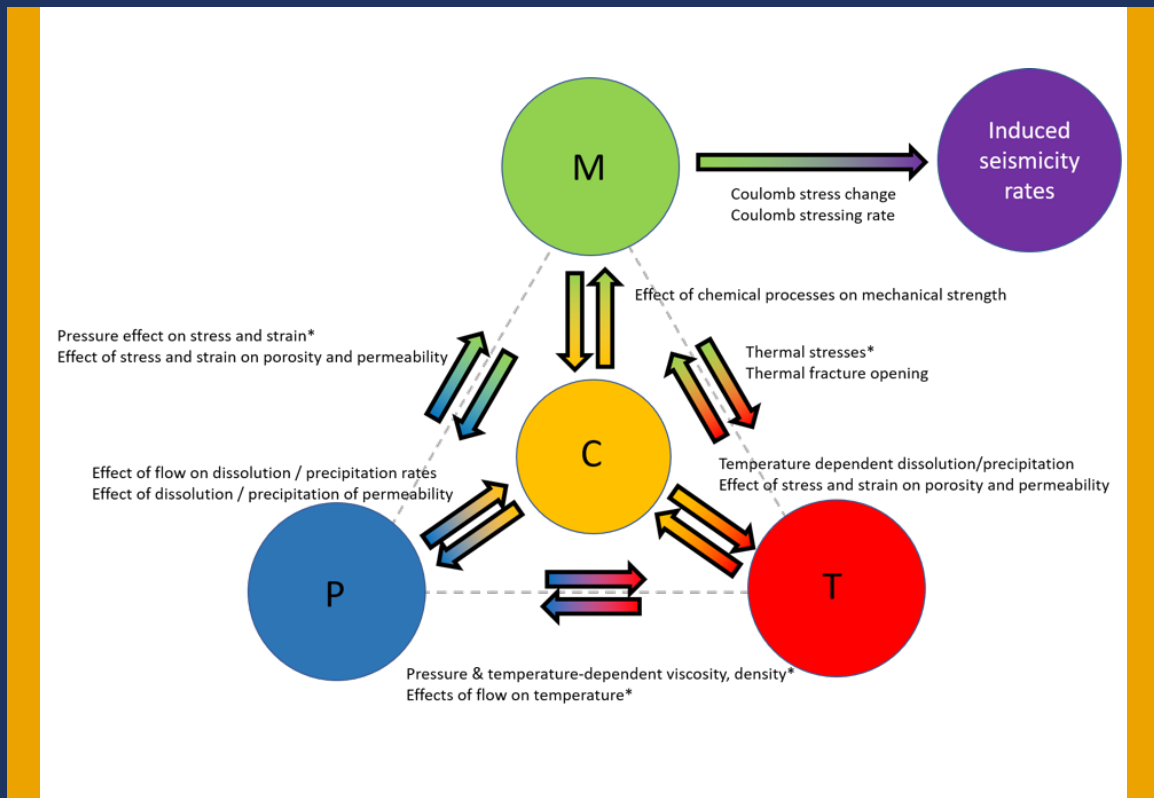 M
Induced
seismicity
rates
Coulomb stress change
Coulomb stressing rate
Effect of chemical processes on mechanical strength
Pressure effect on stress and strain*
Effect of stress and strain on porosity and permeability
Thermal stresses*
Thermal fracture opening
C
Effect of flow on dissolution / precipitation rates
Effect of dissolution / precipitation of permeability
Temperature dependent dissolution/precipitation
Effect of stress and strain on porosity and permeability
P
T
Pressure & temperature-dependent viscosity, density*
Effects of flow on temperature*